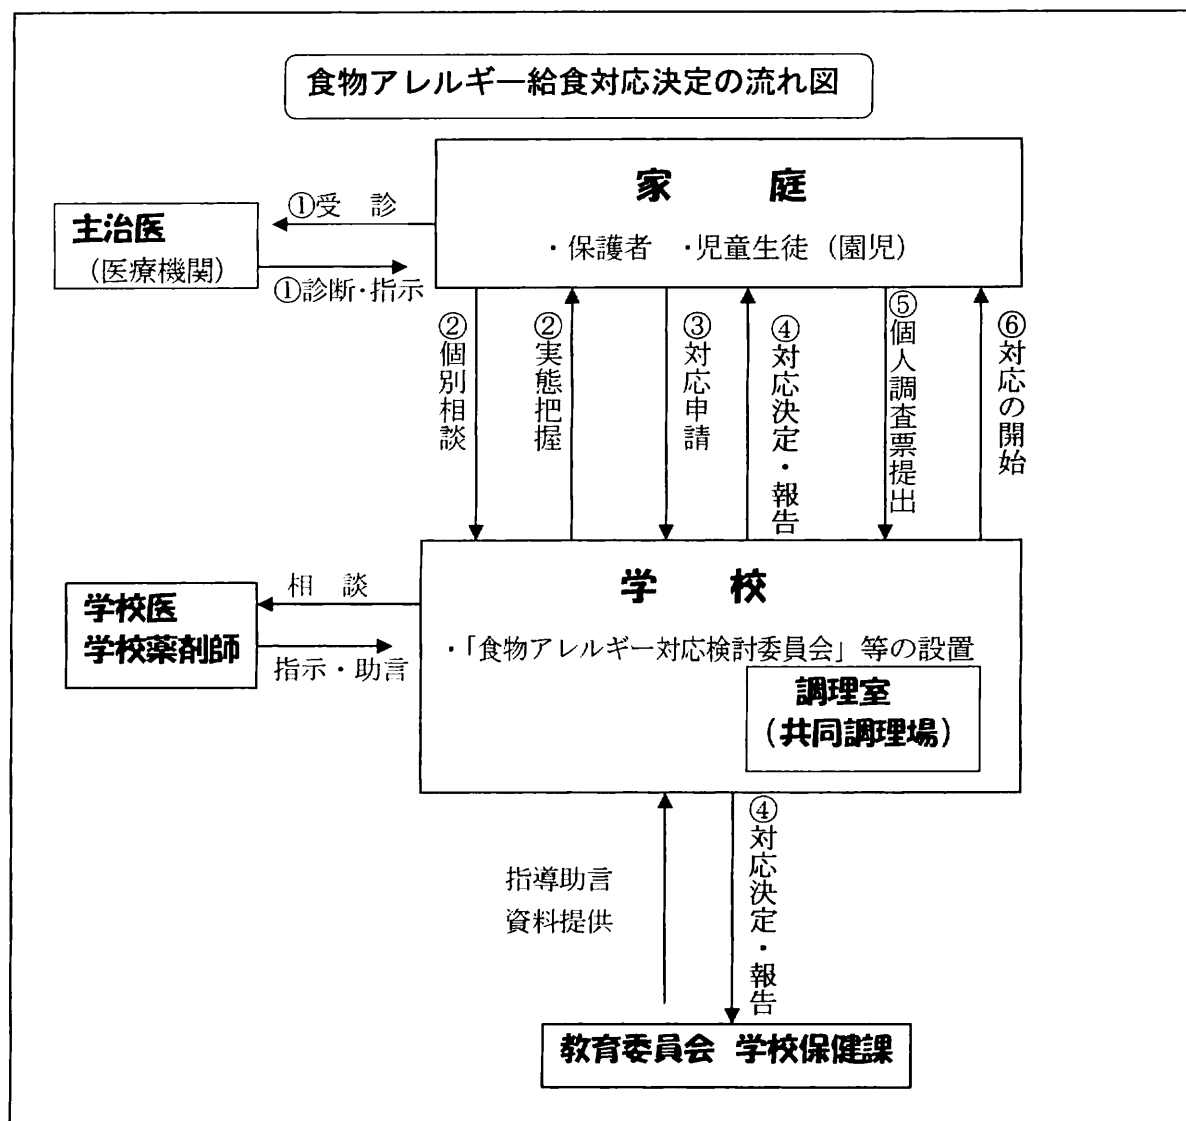 食物アレルギー給食対応決定の流れ図
家　庭
・保護者　・児童生徒（園児）
主治医
（医療機関）
①受　診
①診断・指示
②個別相談
②実態把握
③対応申請
④対応決定・報告
⑤個人調査票提出
⑥対応の開始
学　校
・「食物アレルギー対応検討委員会」等の設置
調理室
（共同調理場）
学校医
学校薬剤師
相　談
指示・助言
指導助言
資料提供
④対応決定・報告
教育委員会　学校保健課